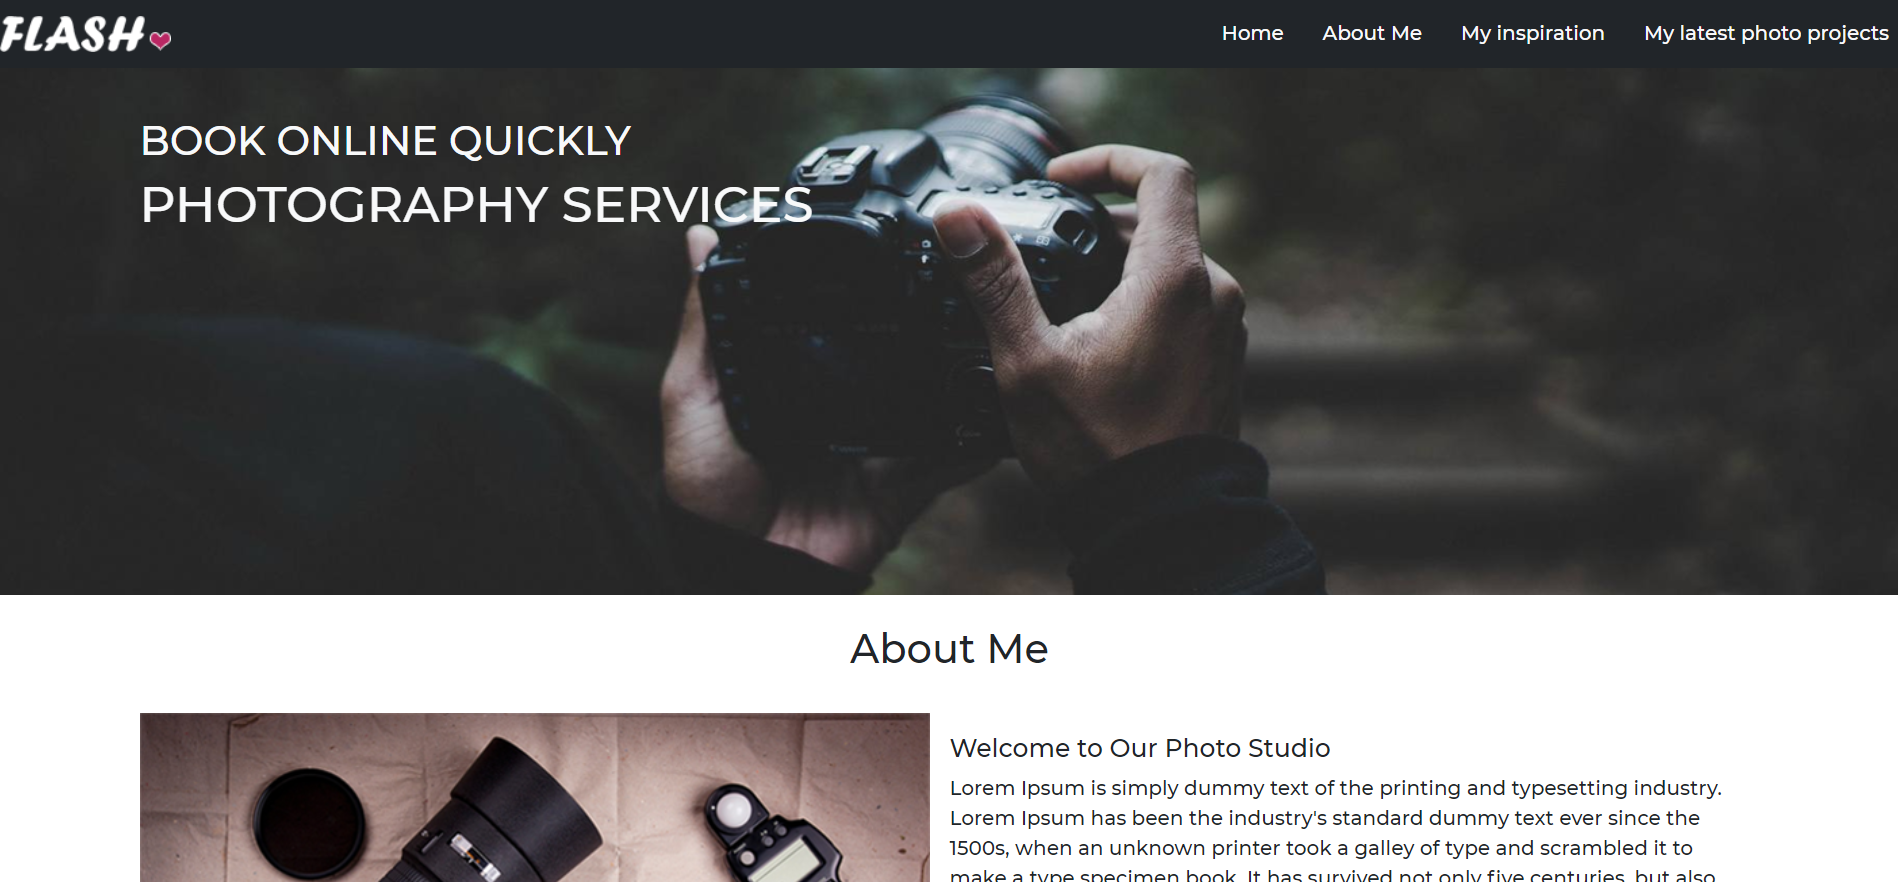 FLASH
Home About Me My inspiration My latest photo projects
BOOK ONLINE QUICKLY
PHOTOGRAPHY SERVICES
About Me
Welcome to Our Photo Studio
Lorem Ipsum is simply dummy text of the printing and typesetting industry.
Lorem Ipsum has been the industry's standard dummy text ever since the
1500s, when an unknown printer took a galley of type and scrambled it to
make a type specimen book. It has survived not only five centuries, but also